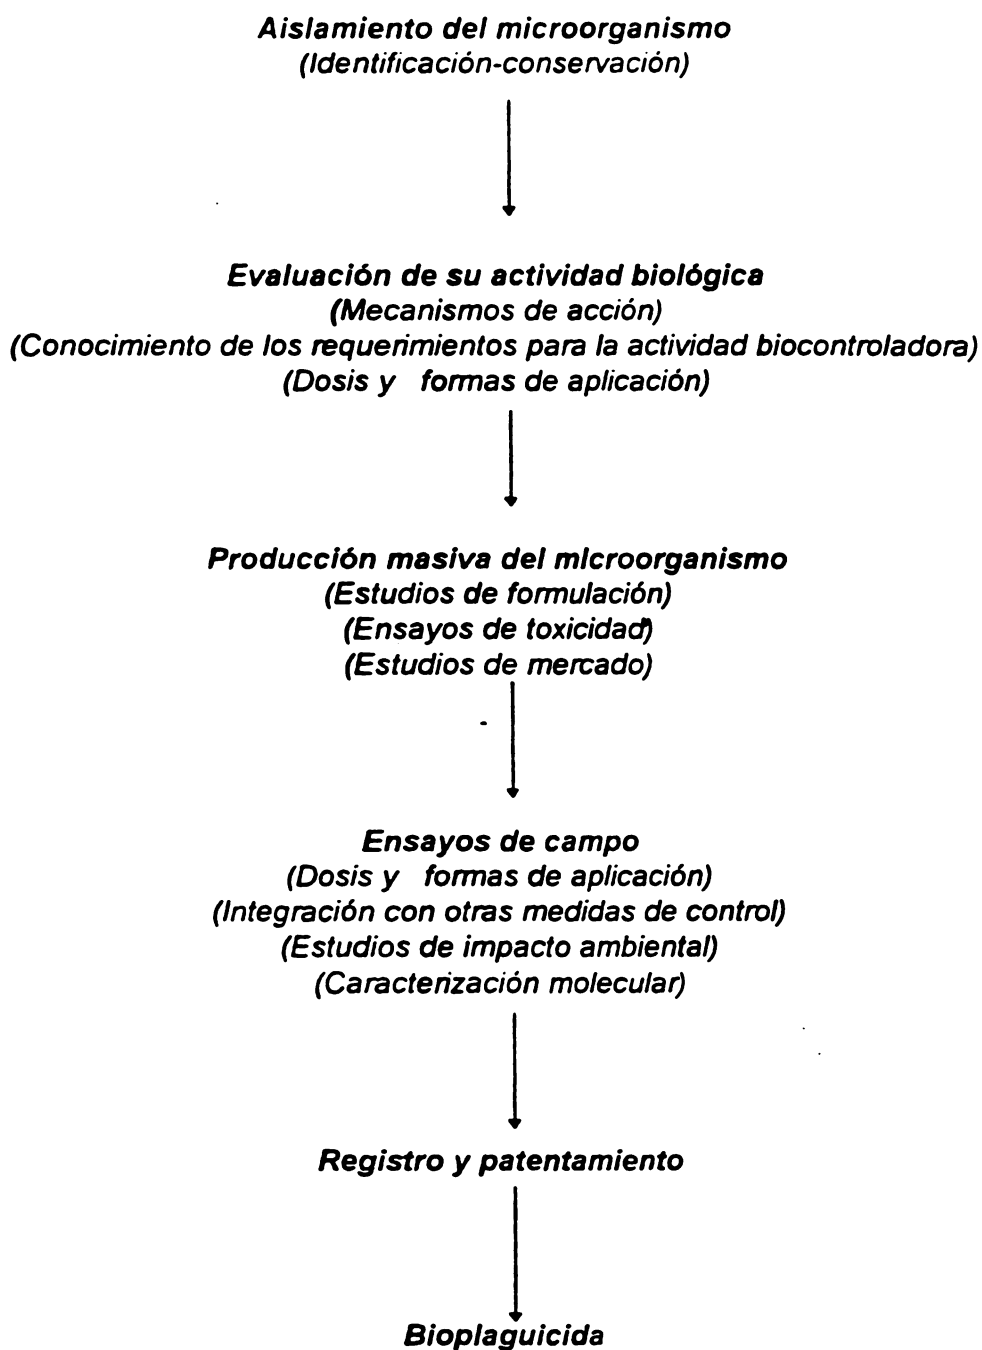 Aislamiento del microorganismo
(Identificación-conservación)
Evaluación de su actividad biológica
(Mecanismos de acción)
(Conocimiento de los requerimientos para la actividad biocontroladora)
(Dosis y formas de aplicación)
Producción masiva del microorganismo
(Estudios de formulación)
(Ensayos de toxicidad)
(Estudios de mercado)
Ensayos de campo
(Dosis y formas de aplicación)
(Integración con otras medidas de control)
(Estudios de impacto ambiental)
(Caracterización molecular)
Registro y patentamiento
Bioplaguicida